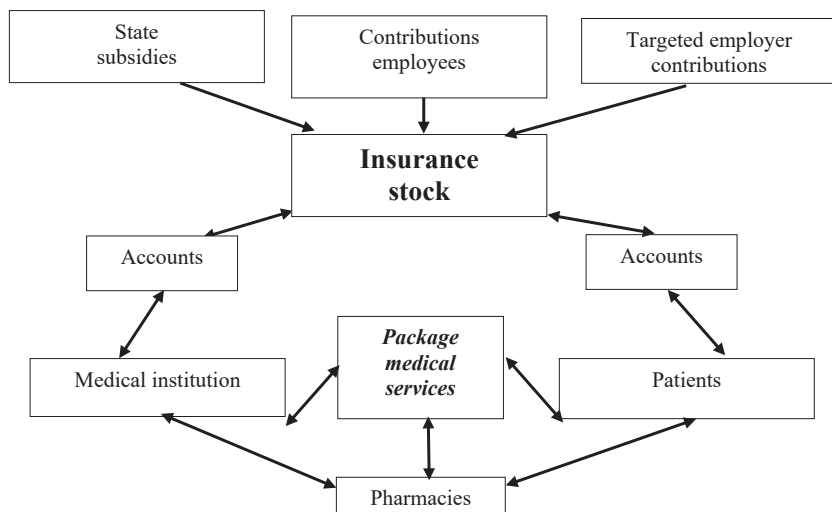 State
subsidies
Contributions
employees
Targeted employer
contributions
Insurance
stock
Accounts
Accounts
Medical institution
Package
medical
services
Patients
Pharmacies